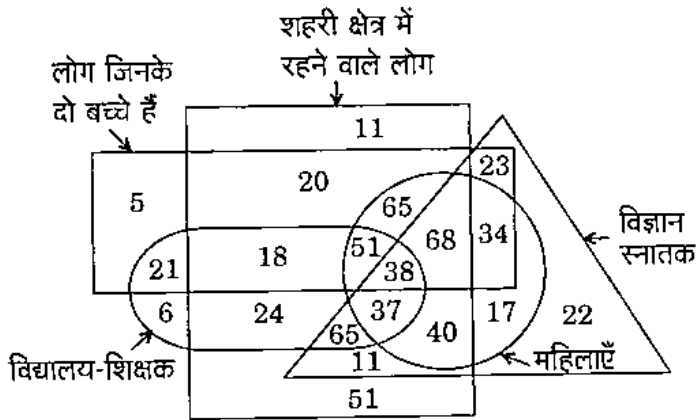 शहरी क्षेत्र में
रहने वाले लोग
लोग जिनके
दो बच्चे हैं
11
20
23
5
65
विज्ञान
स्नातक
68
34
51
18
21
38
6
24
37
17
22
65
40
विद्यालय-शिक्षक
11
महिलाएँ
51